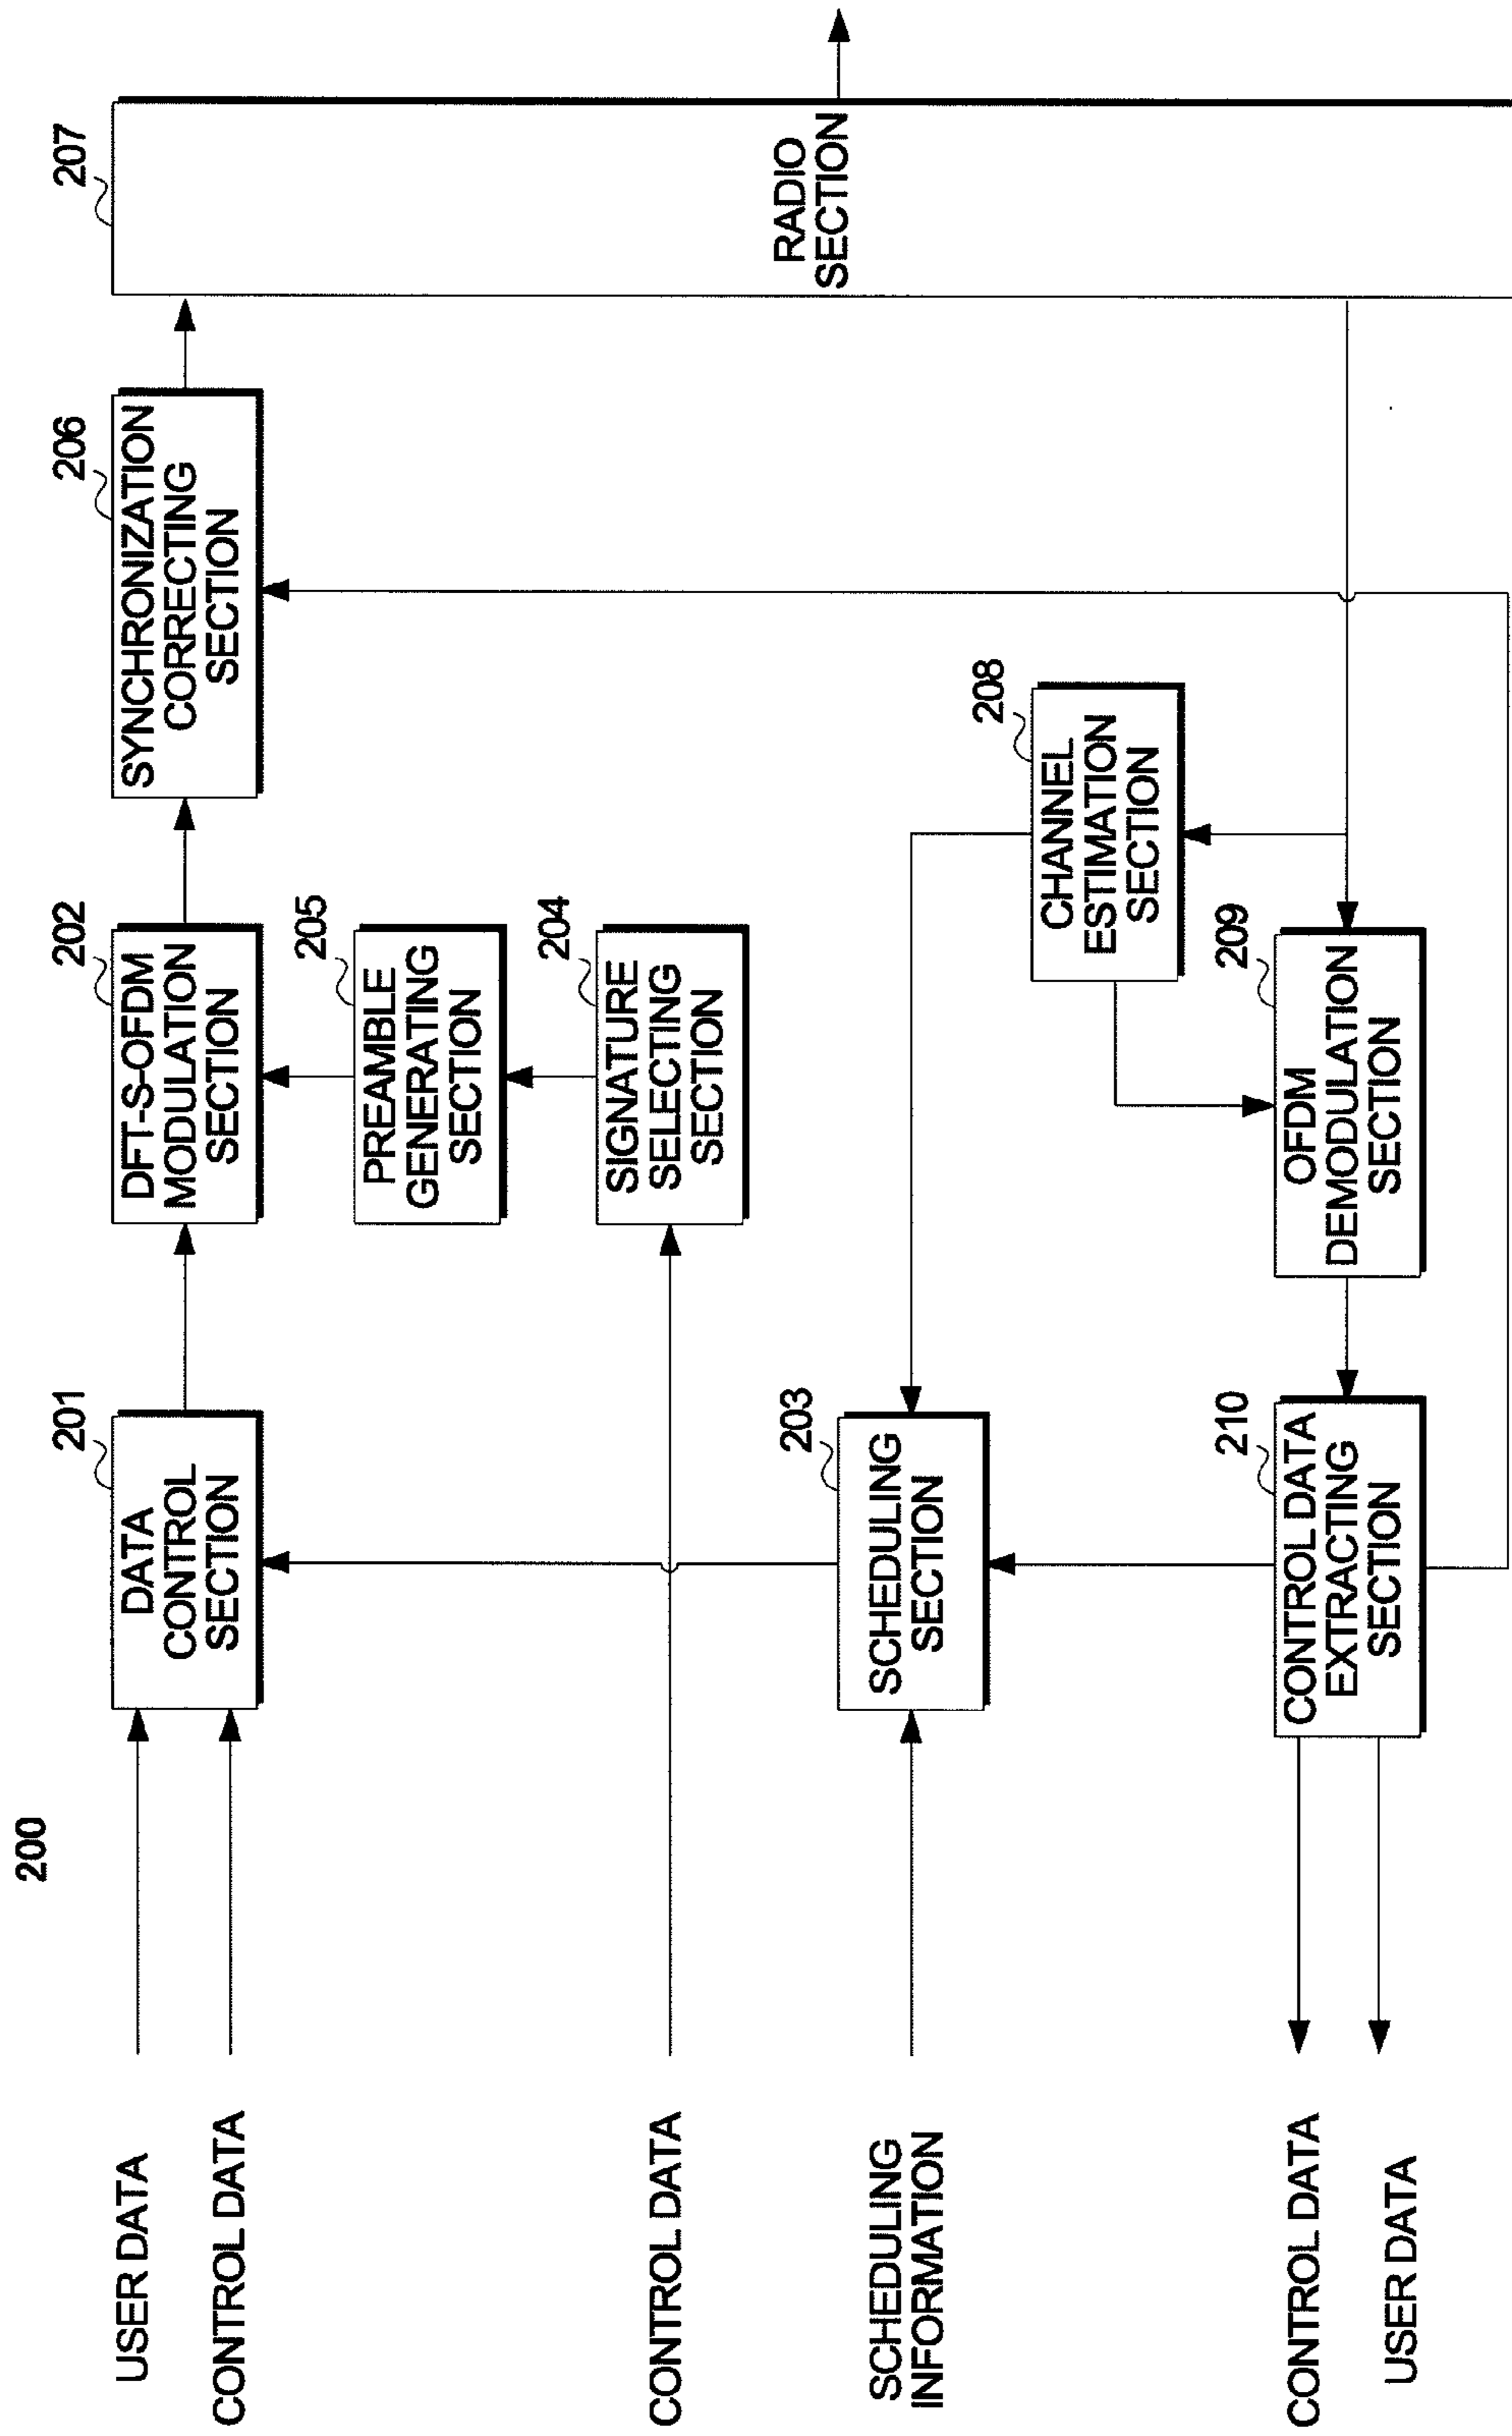 200
USER DATA
CONTROL DATA
201
DATA
CONTROL
SECTION
202
DFT-S-OFDM
MODULATION
SECTION
206
SYNCHRONIZATION
CORRECTING
SECTION
207
RADIO
SECTION
205
PREAMBLE
GENERATING
SECTION
CONTROL DATA
204
SIGNATURE
SELECTING
SECTION
SCHEDULING
INFORMATION
203
SCHEDULING
SECTION
208
CHANNEL
ESTIMATION
SECTION
CONTROL DATA
USER DATA
210
CONTROL DATA
EXTRACTING
SECTION
209
OFDM
DEMODULATION
SECTION